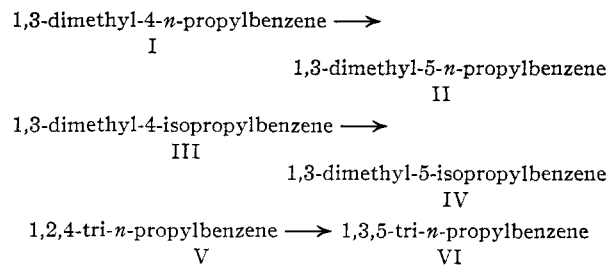 1,3-dimethyl-4-n-propylbenzene ⟶
I
1,3-dimethyl-5-n-propylbenzene
II
1,3-dimethyl-4-isopropylbenzene ⟶
III
1,3-dimethyl-5-isopropylbenzene
IV
1,2,4-tri-n-propylbenzene ⟶ 1,3,5-tri-n-propylbenzene
V VI